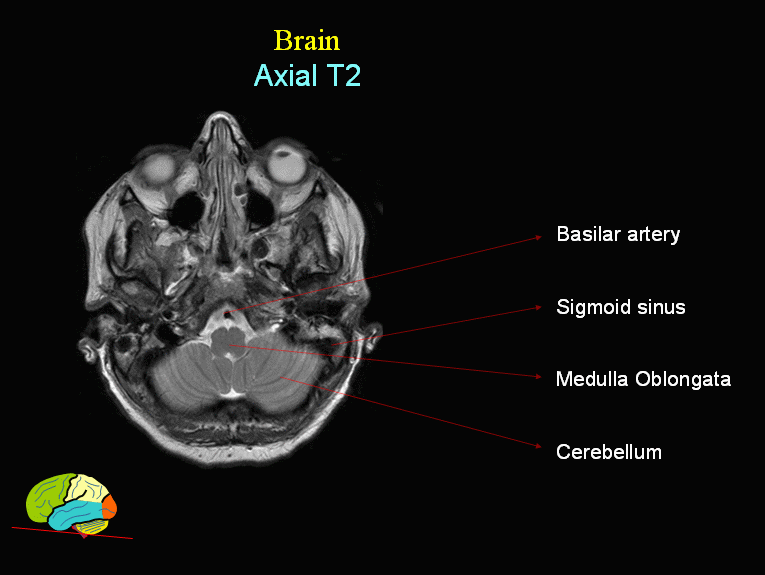 Brain
Axial T2
Basilar artery
Sigmoid sinus
Medulla Oblongata
Cerebellum